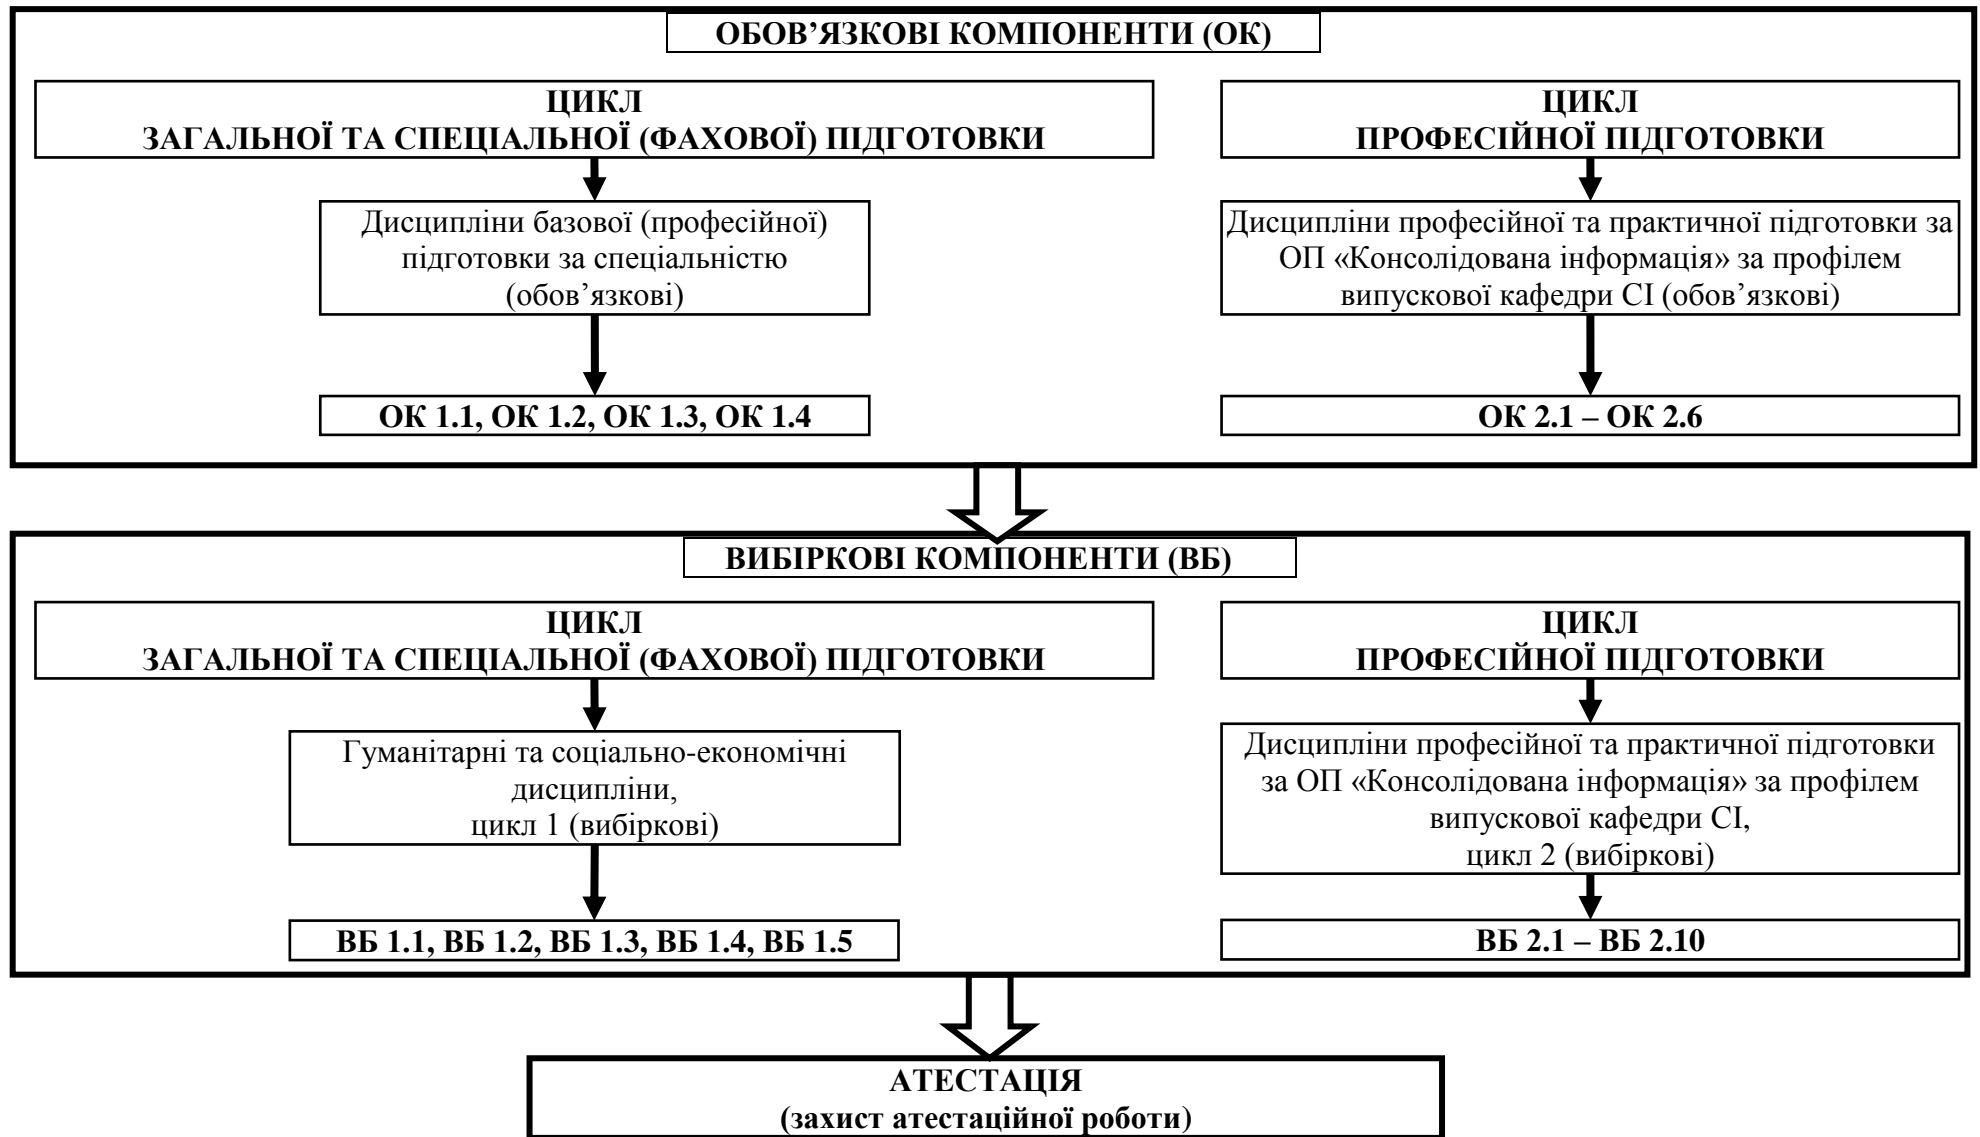 ОБОВ’ЯЗКОВІ КОМПОНЕНТИ (ОК)
ЦИКЛ
ЗАГАЛЬНОЇ ТА СПЕЦІАЛЬНОЇ (ФАХОВОЇ) ПІДГОТОВКИ
ЦИКЛ
ПРОФЕСІЙНОЇ ПІДГОТОВКИ
Дисципліни базової (професійної)
підготовки за спеціальністю
(обов’язкові)
Дисципліни професійної та практичної підготовки за
ОП «Консолідована інформація» за профілем
випускової кафедри СІ (обов’язкові)
ОК 1.1, ОК 1.2, ОК 1.3, ОК 1.4
ОК 2.1 – ОК 2.6
ВИБІРКОВІ КОМПОНЕНТИ (ВБ)
ЦИКЛ
ЗАГАЛЬНОЇ ТА СПЕЦІАЛЬНОЇ (ФАХОВОЇ) ПІДГОТОВКИ
ЦИКЛ
ПРОФЕСІЙНОЇ ПІДГОТОВКИ
Гуманітарні та соціально-економічні
дисципліни,
цикл 1 (вибіркові)
Дисципліни професійної та практичної підготовки
за ОП «Консолідована інформація» за профілем
випускової кафедри СІ,
цикл 2 (вибіркові)
ВБ 1.1, ВБ 1.2, ВБ 1.3, ВБ 1.4, ВБ 1.5
ВБ 2.1 – ВБ 2.10
АТЕСТАЦІЯ
(захист атестаційної роботи)